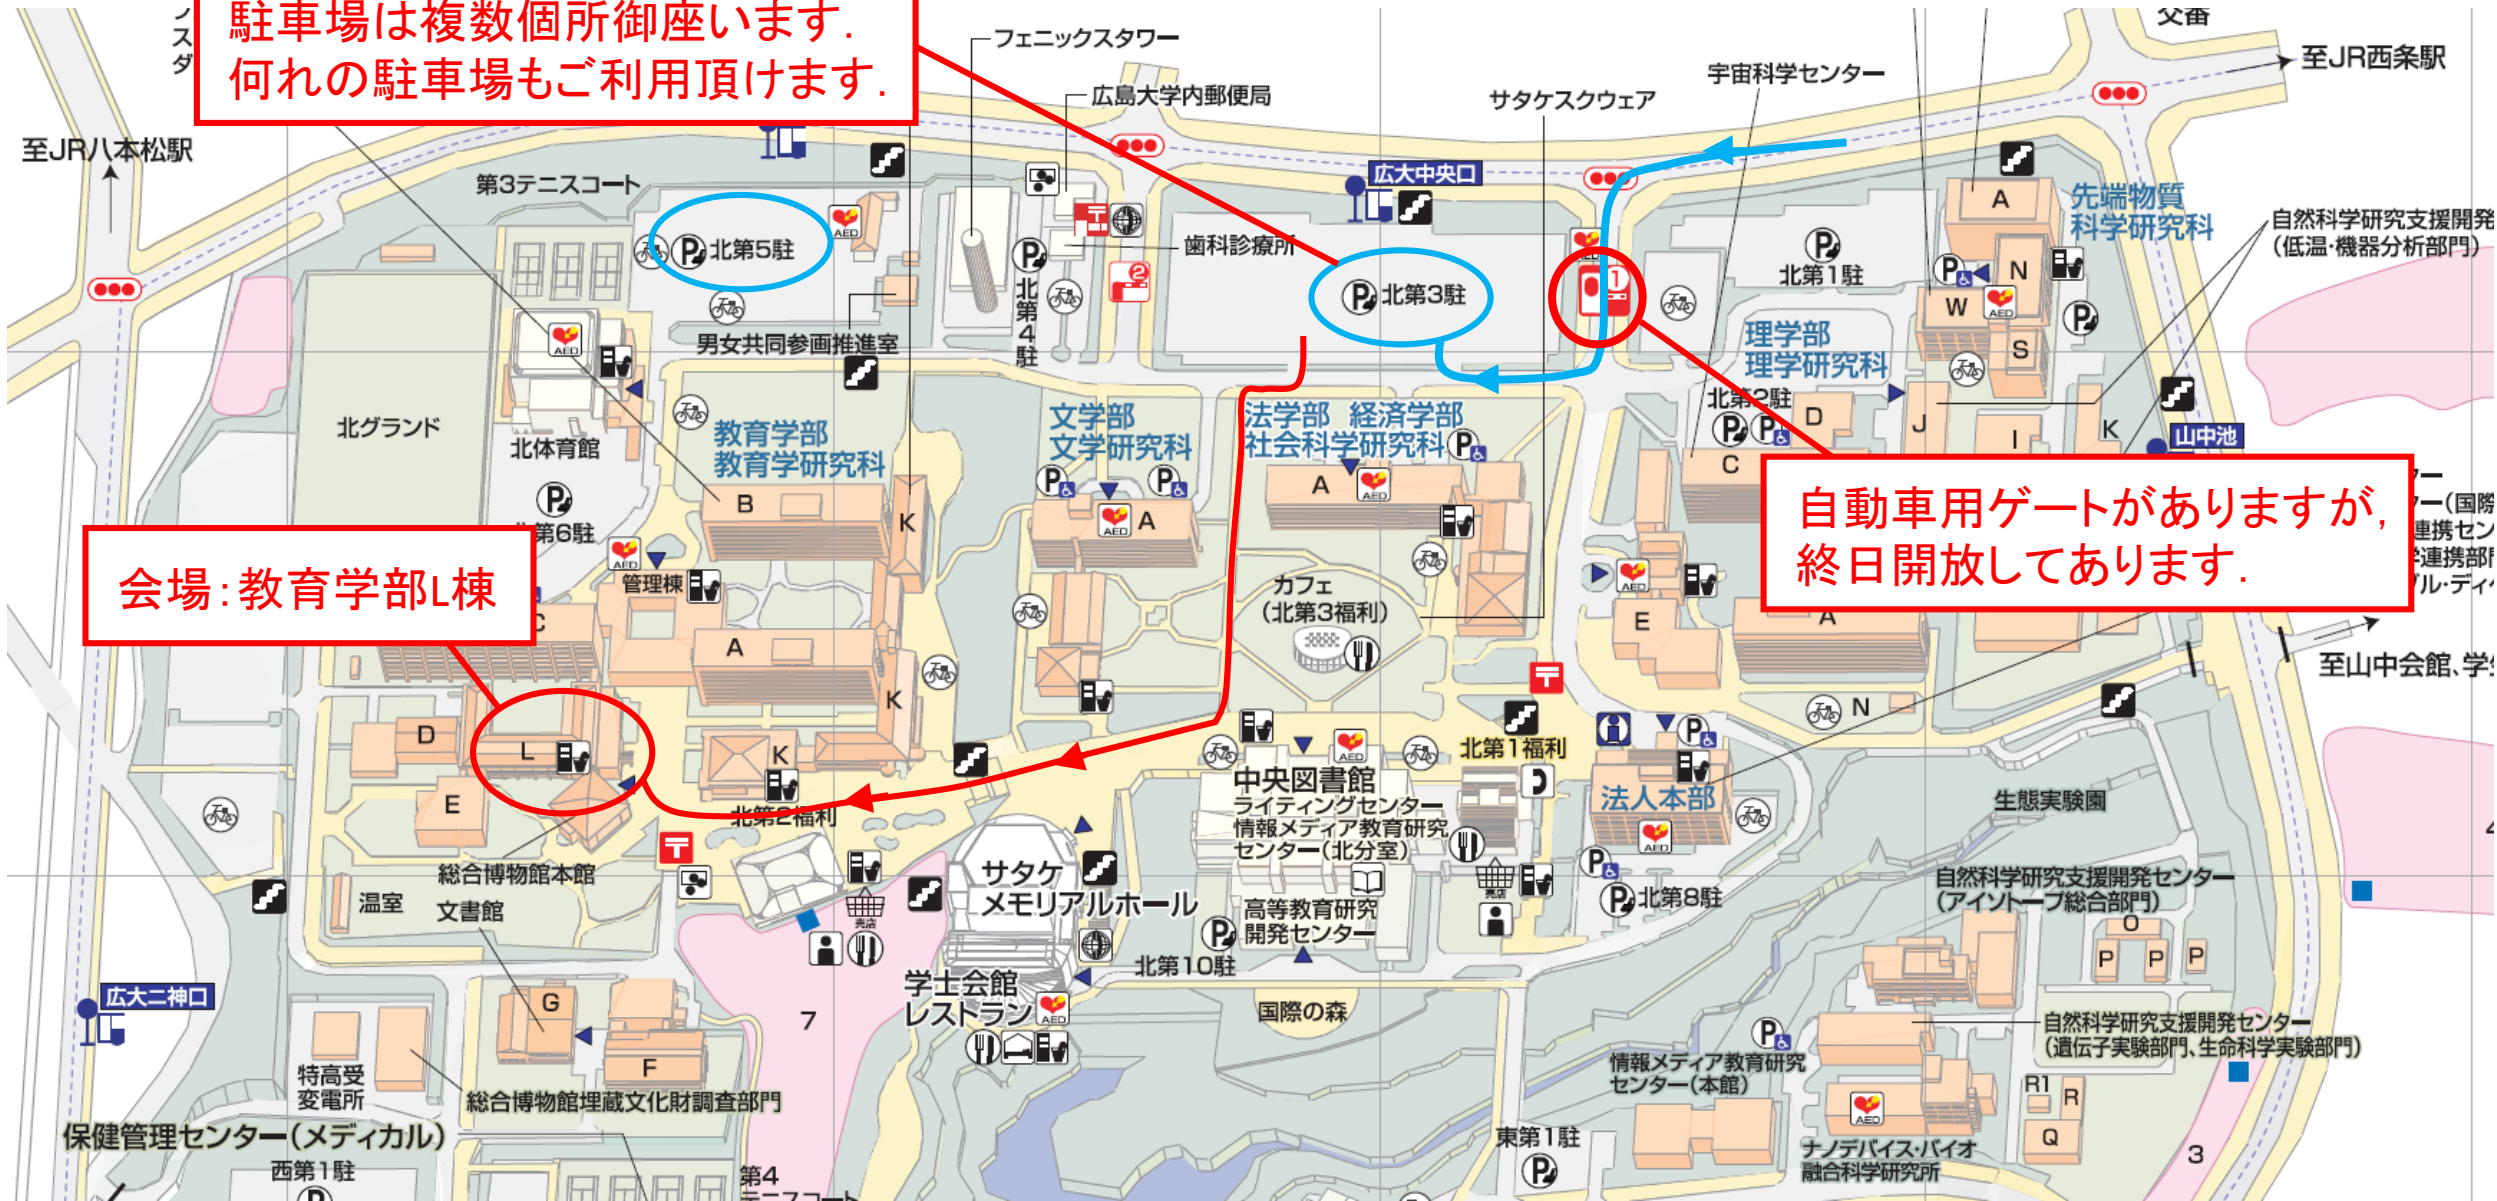 駐車場は複数個所御座います.
何れの駐車場もご利用頂けます.
フェニックスタワー
広島大学内郵便局
サタケスクウェア
宇宙科学センター
交番
至JR西条駅
至JR八本松駅
第3テニスコート
広大中央口
先端物質
科学研究科
自然科学研究支援開発
(低温・機器分析部門)
北第5駐
歯科診療所
北第4駐
北第3駐
北第1駐
男女共同参画推進室
理学部
理学研究科
北第2駐
A
N
W
S
D
J
I
K
C
山中池
北グランド
北体育館
教育学部
教育学研究科
文学部
文学研究科
法学部 経済学部
社会科学研究科
B
K
A
A
第6駐
自動車用ゲートがありますが,
終日開放してあります.
会場:教育学部L棟
管理棟
C
A
K
カフェ
(北第3福利)
E
A
至山中会館、学生
D
L
K
E
N
北第2福利
北第1福利
中央図書館
ライティングセンター
情報メディア教育研究
センター(北分室)
法人本部
生態実験園
総合博物館本館
温室
文書館
サタケ
メモリアルホール
高等教育研究
開発センター
売店
売店
北第8駐
北第10駐
自然科学研究支援開発センター
(アイソトープ総合部門)
O
P
P
P
広大二神口
学士会館
レストラン
国際の森
7
G
F
特高受
変電所
総合博物館埋蔵文化財調査部門
情報メディア教育研究
センター(本館)
自然科学研究支援開発センター
(遺伝子実験部門、生命科学実験部門)
R1
R
Q
保健管理センター(メディカル)
西第1駐
第4
テニスコート
東第1駐
ナノデバイス・バイオ
融合科学研究所
3